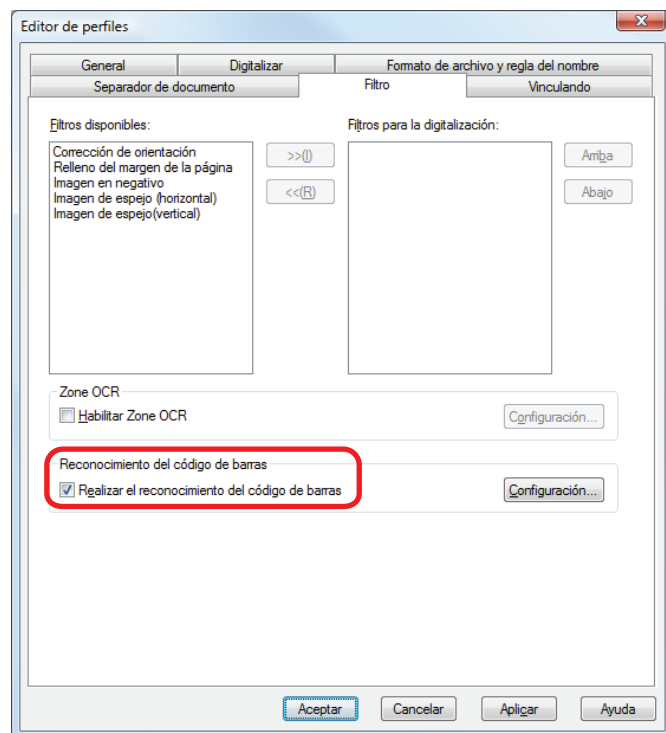 Editor de perfiles
General Digitalizar Formato de archivo y regla del nombre
Separador de documento Filtro Vinculando
Filtros disponibles: Filtros para la digitalización:
Corrección de orientación
Relleno del margen de la página
Imagen en negativo
Imagen de espejo (horizontal)
Imagen de espejo(vertical)
>>(I)
<<(R)
Arriba
Abajo
Zone OCR
Habilitar Zone OCR Configuración...
Reconocimiento del código de barras
Realizar el reconocimiento del código de barras Configuración...
Aceptar Cancelar Aplicar Ayuda